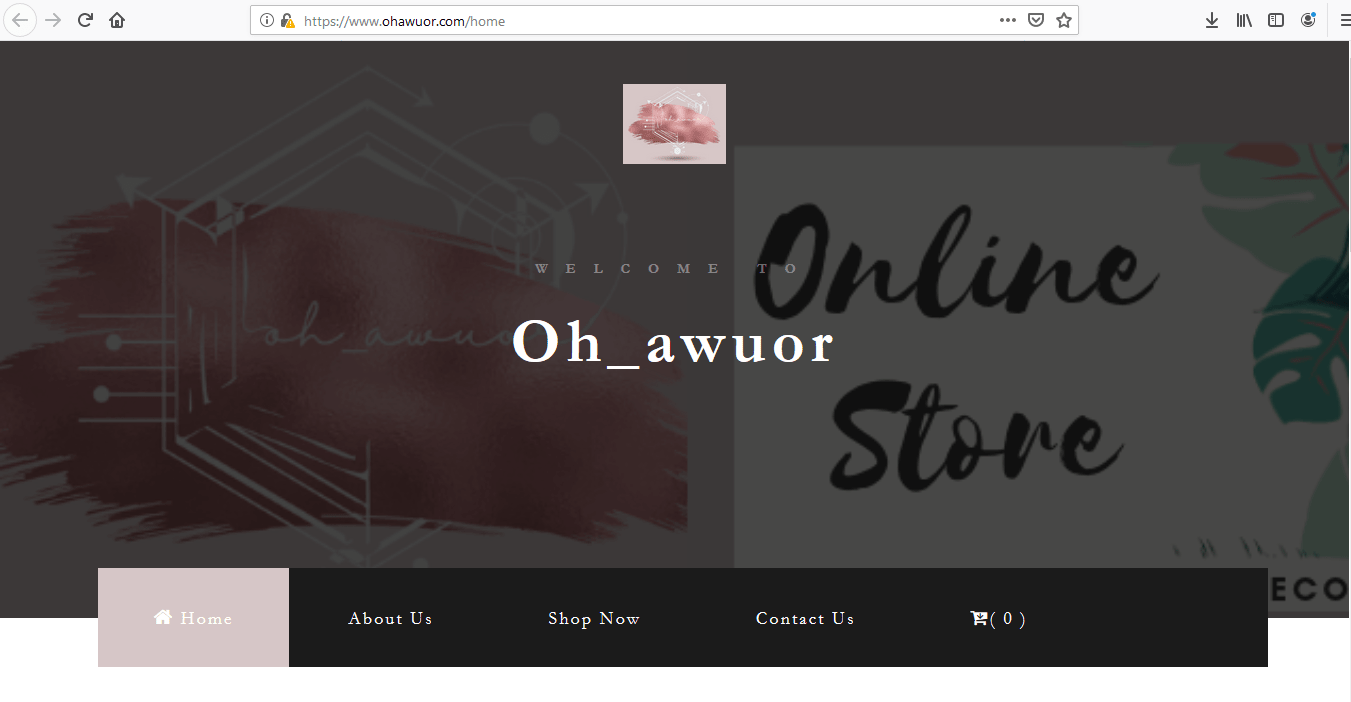 https://www.ohawuor.com/home
WELCOME TO
Oh_awuor
oh_awuor
Online
Store
ECO
Home
About Us
Shop Now
Contact Us
( 0 )